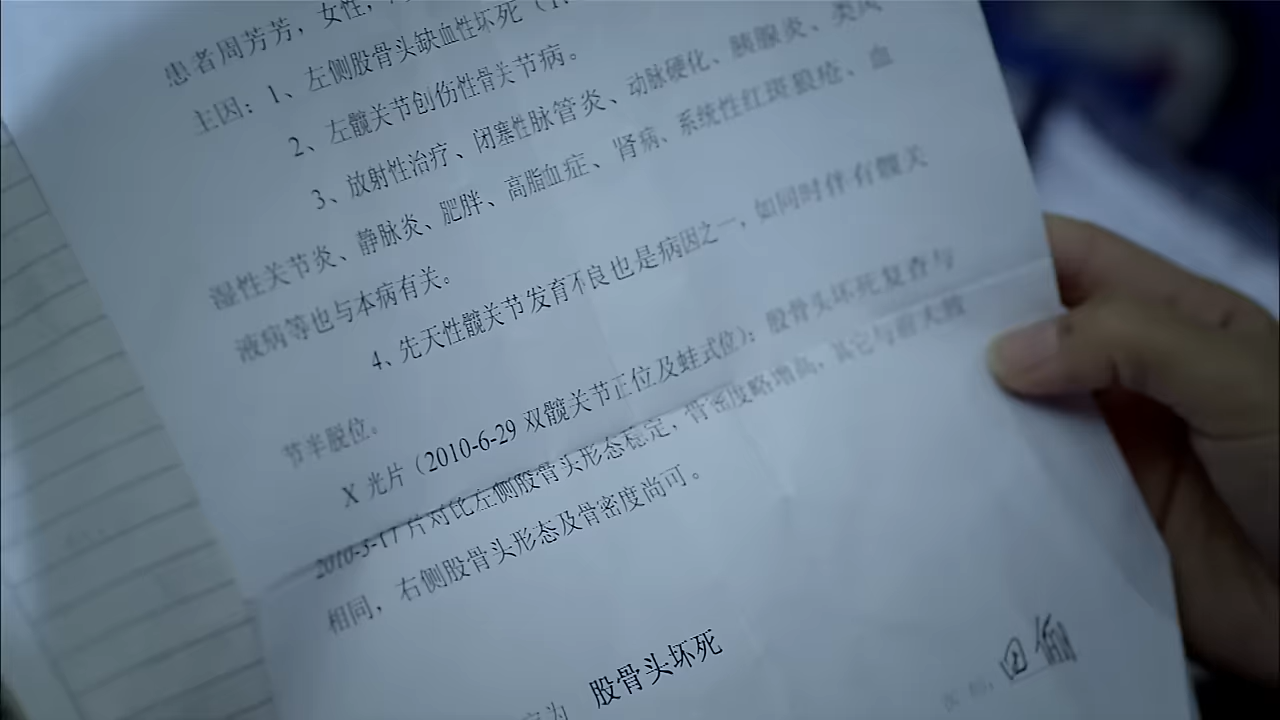 患者周芳芳，女性，
主因：1、左侧股骨头缺血性坏死（
2、左髋关节创伤性骨关节病。
3、放射性治疗、闭塞性脉管炎、动脉硬化、胰腺炎、类风
湿性关节炎、静脉炎、肥胖、高脂血症、肾病、系统性红斑狼疮、血
液病等也与本病有关。
4、先天性髋关节发育不良也是病因之一，如同时伴有髋关
节半脱位。
X 光片（2010-6-29 双髋关节正位及蛙式位）：股骨头坏死复查与
2010-3-17 片对比左侧股骨头形态稳定，骨密度略增高，其它与前大致
相同，右侧股骨头形态及骨密度尚可。
定为 股骨头坏死